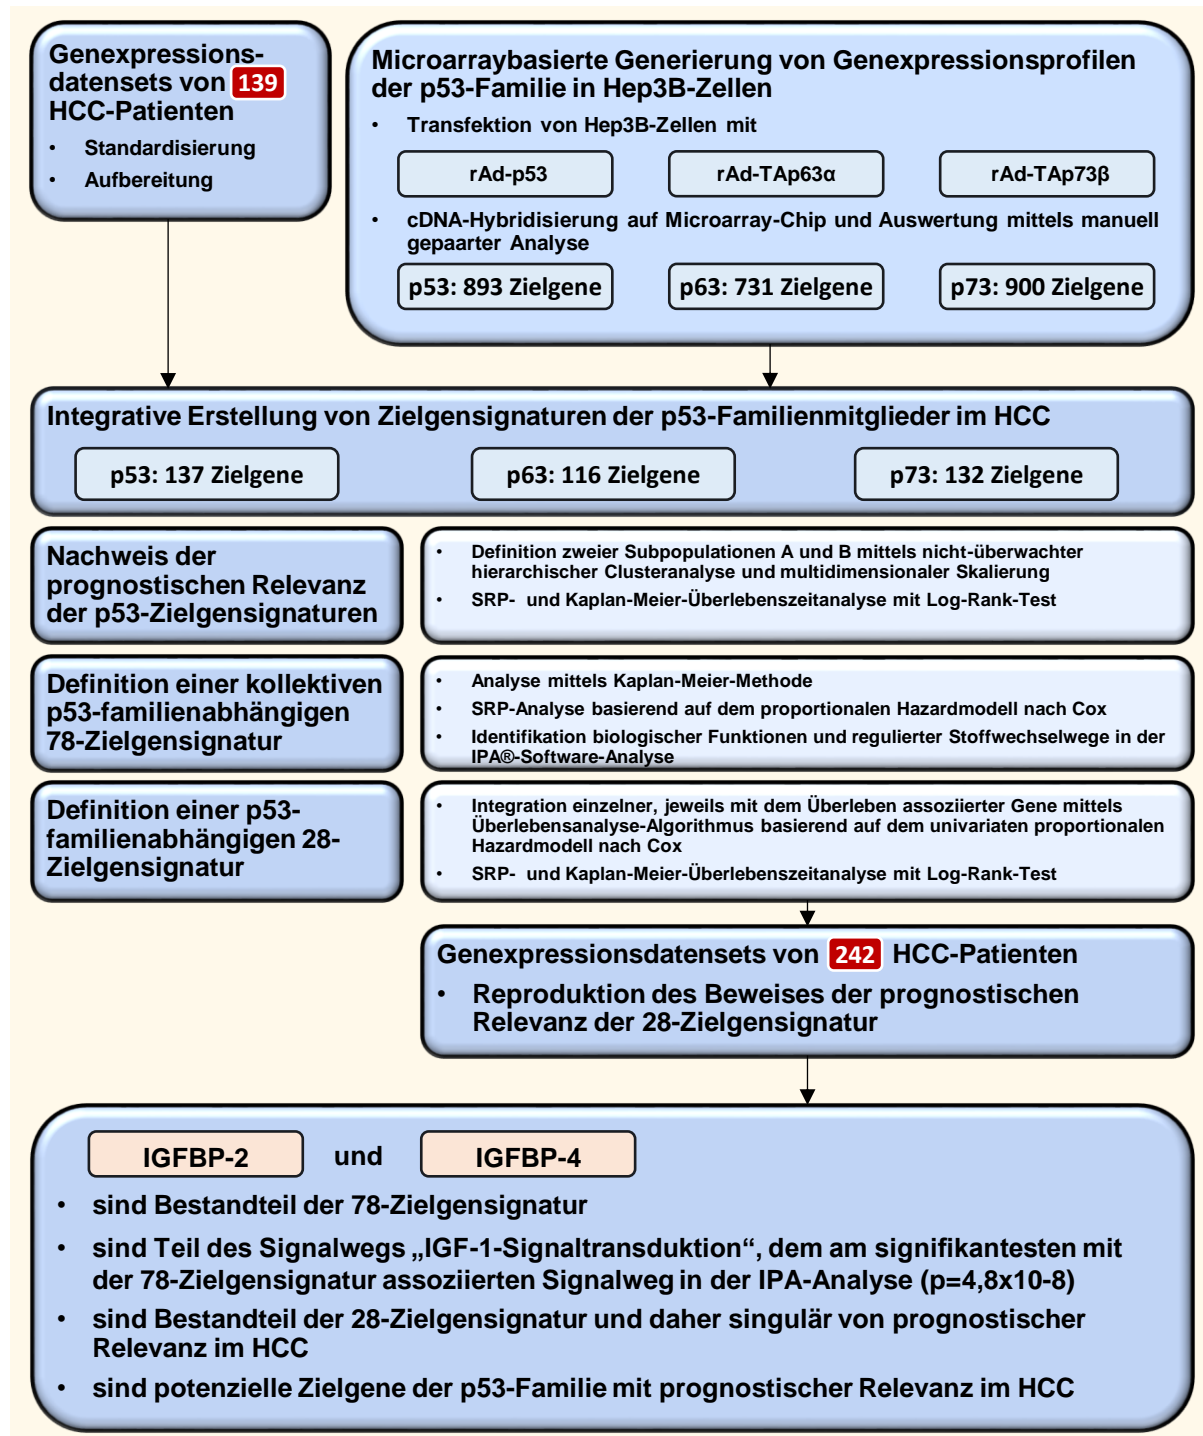 Genexpressions-
datensets von 139
HCC-Patienten
• Standardisierung
• Aufbereitung
Microarraybasierte Generierung von Genexpressionsprofilen
der p53-Familie in Hep3B-Zellen
• Transfektion von Hep3B-Zellen mit
rAd-p53
rAd-TAp63α
rAd-TAp73β
• cDNA-Hybridisierung auf Microarray-Chip und Auswertung mittels manuell
gepaarter Analyse
p53: 893 Zielgene
p63: 731 Zielgene
p73: 900 Zielgene
Integrative Erstellung von Zielgensignaturen der p53-Familienmitglieder im HCC
p53: 137 Zielgene
p63: 116 Zielgene
p73: 132 Zielgene
Nachweis der
prognostischen Relevanz
der p53-Zielgensignaturen
• Definition zweier Subpopulationen A und B mittels nicht-überwachter
hierarchischer Clusteranalyse und multidimensionaler Skalierung
• SRP- und Kaplan-Meier-Überlebenszeitanalyse mit Log-Rank-Test
Definition einer kollektiven
p53-familienabhängigen
78-Zielgensignatur
• Analyse mittels Kaplan-Meier-Methode
• SRP-Analyse basierend auf dem proportionalen Hazardmodell nach Cox
• Identifikation biologischer Funktionen und regulierter Stoffwechselwege in der
IPA®-Software-Analyse
Definition einer p53-
familienabhängigen 28-
Zielgensignatur
• Integration einzelner, jeweils mit dem Überleben assoziierter Gene mittels
Überlebensanalyse-Algorithmus basierend auf dem univariaten proportionalen
Hazardmodell nach Cox
• SRP- und Kaplan-Meier-Überlebenszeitanalyse mit Log-Rank-Test
Genexpressionsdatensets von 242 HCC-Patienten
• Reproduktion des Beweises der prognostischen
Relevanz der 28-Zielgensignatur
IGFBP-2 und IGFBP-4
• sind Bestandteil der 78-Zielgensignatur
• sind Teil des Signalwegs „IGF-1-Signaltransduktion“, dem am signifikantesten mit
der 78-Zielgensignatur assoziierten Signalweg in der IPA-Analyse (p=4,8x10-8)
• sind Bestandteil der 28-Zielgensignatur und daher singulär von prognostischer
Relevanz im HCC
• sind potenzielle Zielgene der p53-Familie mit prognostischer Relevanz im HCC